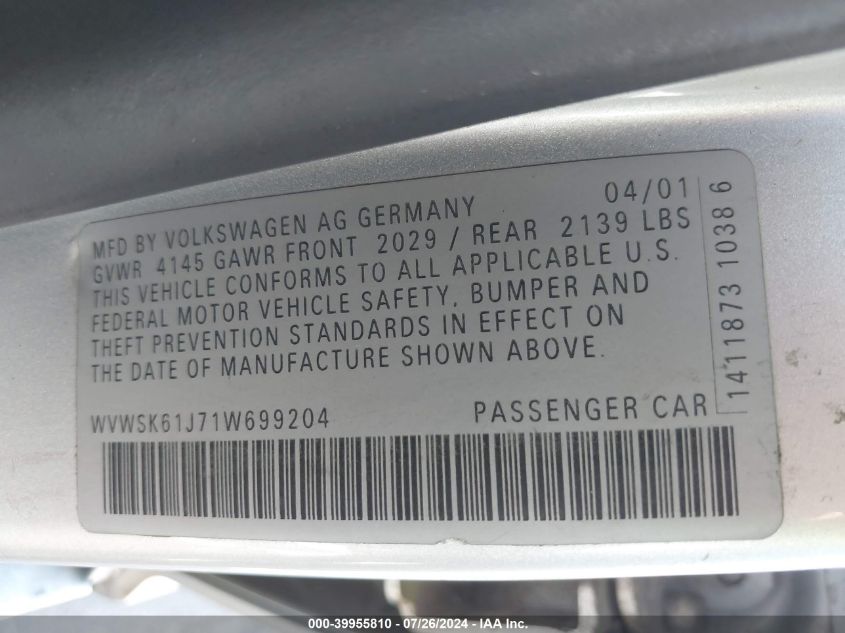 MFD BY VOLKSWAGEN AG GERMANY 04/01
GVWR 4145 GAWR FRONT 2029 / REAR 2139 LBS
THIS VEHICLE CONFORMS TO ALL APPLICABLE U.S.
FEDERAL MOTOR VEHICLE SAFETY, BUMPER AND
THEFT PREVENTION STANDARDS IN EFFECT ON
THE DATE OF MANUFACTURE SHOWN ABOVE.
WVWSK61J71W699204 PASSENGER CAR
1411873 1038 6
000-39955810 - 07/26/2024 - IAA Inc.